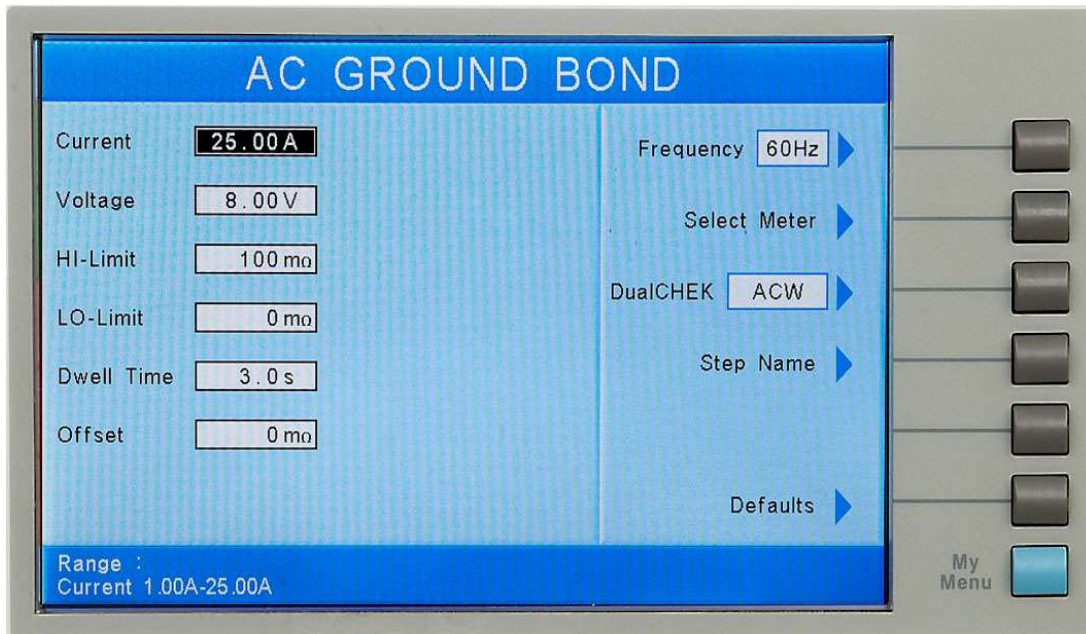 AC GROUND BOND
Current 25.00A
Voltage 8.00V
HI-Limit 100 mΩ
LO-Limit 0 mΩ
Dwell Time 3.0s
Offset 0 mΩ
Frequency 60Hz
Select Meter
DualCHEK ACW
Step Name
Defaults
Range :
Current 1.00A-25.00A
My
Menu